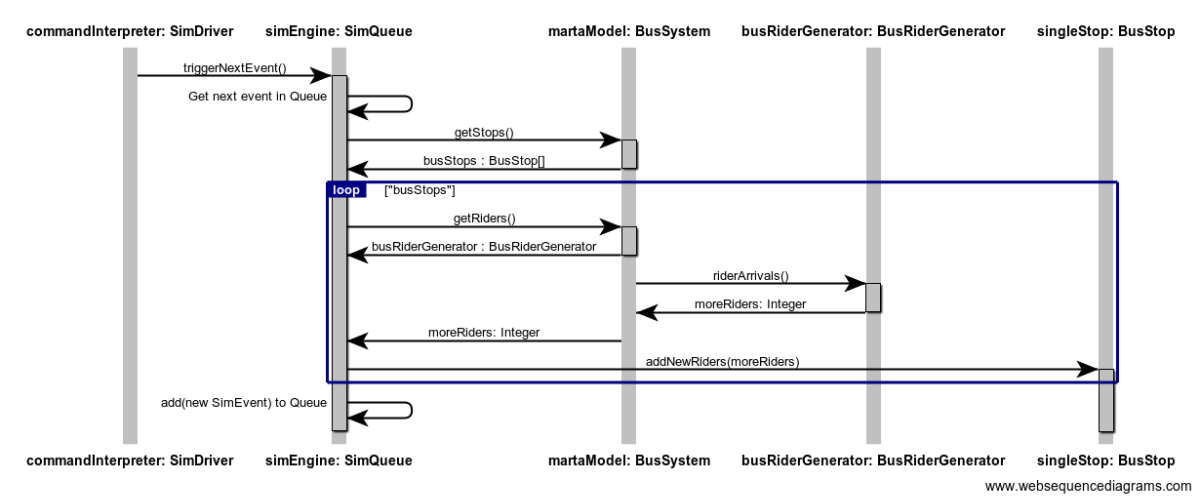 commandInterpreter: SimDriver simEngine: SimQueue martaModel: BusSystem busRiderGenerator: BusRiderGenerator singleStop: BusStop
triggerNextEvent()
Get next event in Queue
getStops()
busStops : BusStop[]
loop ["busStops"]
getRiders()
busRiderGenerator : BusRiderGenerator
riderArrivals()
moreRiders: Integer
moreRiders: Integer
addNewRiders(moreRiders)
add(new SimEvent) to Queue
commandInterpreter: SimDriver simEngine: SimQueue martaModel: BusSystem busRiderGenerator: BusRiderGenerator singleStop: BusStop
www.websequencediagrams.com